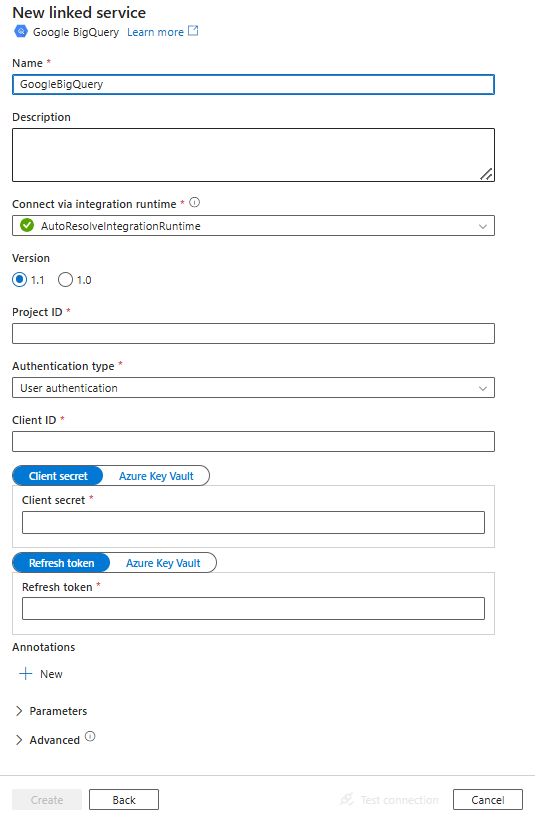 New linked service
Google BigQuery Learn more
Name *
GoogleBigQuery
Description
Connect via integration runtime *
AutoResolveIntegrationRuntime
Version
1.1 1.0
Project ID *
Authentication type *
User authentication
Client ID *
Client secret Azure Key Vault
Client secret *
Refresh token Azure Key Vault
Refresh token *
Annotations
New
Parameters
Advanced
Create Back Test connection Cancel